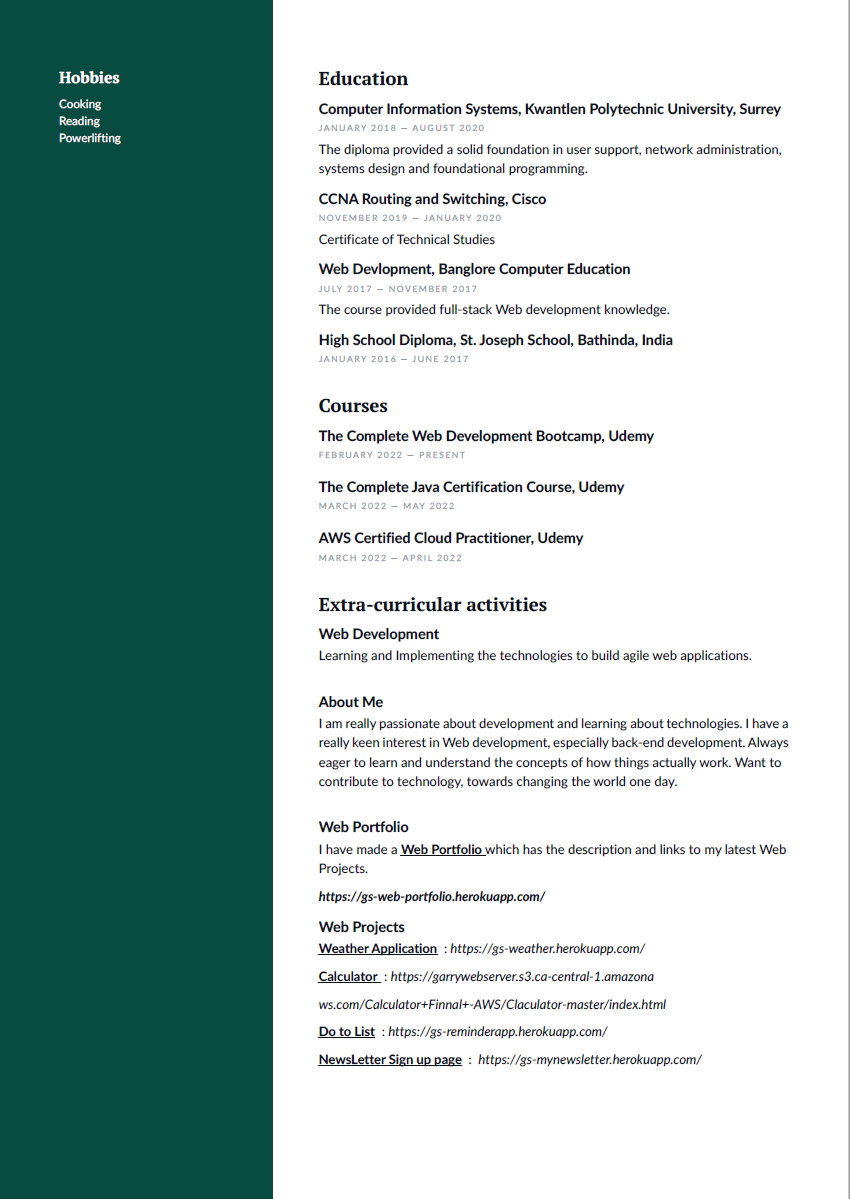 Hobbies
Cooking
Reading
Powerlifting
Education
Computer Information Systems, Kwantlen Polytechnic University, Surrey
JANUARY 2018 — AUGUST 2020
The diploma provided a solid foundation in user support, network administration,
systems design and foundational programming.
CCNA Routing and Switching, Cisco
NOVEMBER 2019 — JANUARY 2020
Certificate of Technical Studies
Web Devlopment, Banglore Computer Education
JULY 2017 — NOVEMBER 2017
The course provided full-stack Web development knowledge.
High School Diploma, St. Joseph School, Bathinda, India
JANUARY 2016 — JUNE 2017
Courses
The Complete Web Development Bootcamp, Udemy
FEBRUARY 2022 — PRESENT
The Complete Java Certification Course, Udemy
MARCH 2022 — MAY 2022
AWS Certified Cloud Practitioner, Udemy
MARCH 2022 — APRIL 2022
Extra-curricular activities
Web Development
Learning and Implementing the technologies to build agile web applications.
About Me
I am really passionate about development and learning about technologies. I have a
really keen interest in Web development, especially back-end development. Always
eager to learn and understand the concepts of how things actually work. Want to
contribute to technology, towards changing the world one day.
Web Portfolio
I have made a Web Portfolio which has the description and links to my latest Web
Projects.
https://gs-web-portfolio.herokuapp.com/
Web Projects
Weather Application : https://gs-weather.herokuapp.com/
Calculator : https://garrywebserver.s3.ca-central-1.amazona
ws.com/Calculator+Finnal+-AWS/Claculator-master/index.html
Do to List : https://gs-reminderapp.herokuapp.com/
NewsLetter Sign up page : https://gs-mynewsletter.herokuapp.com/